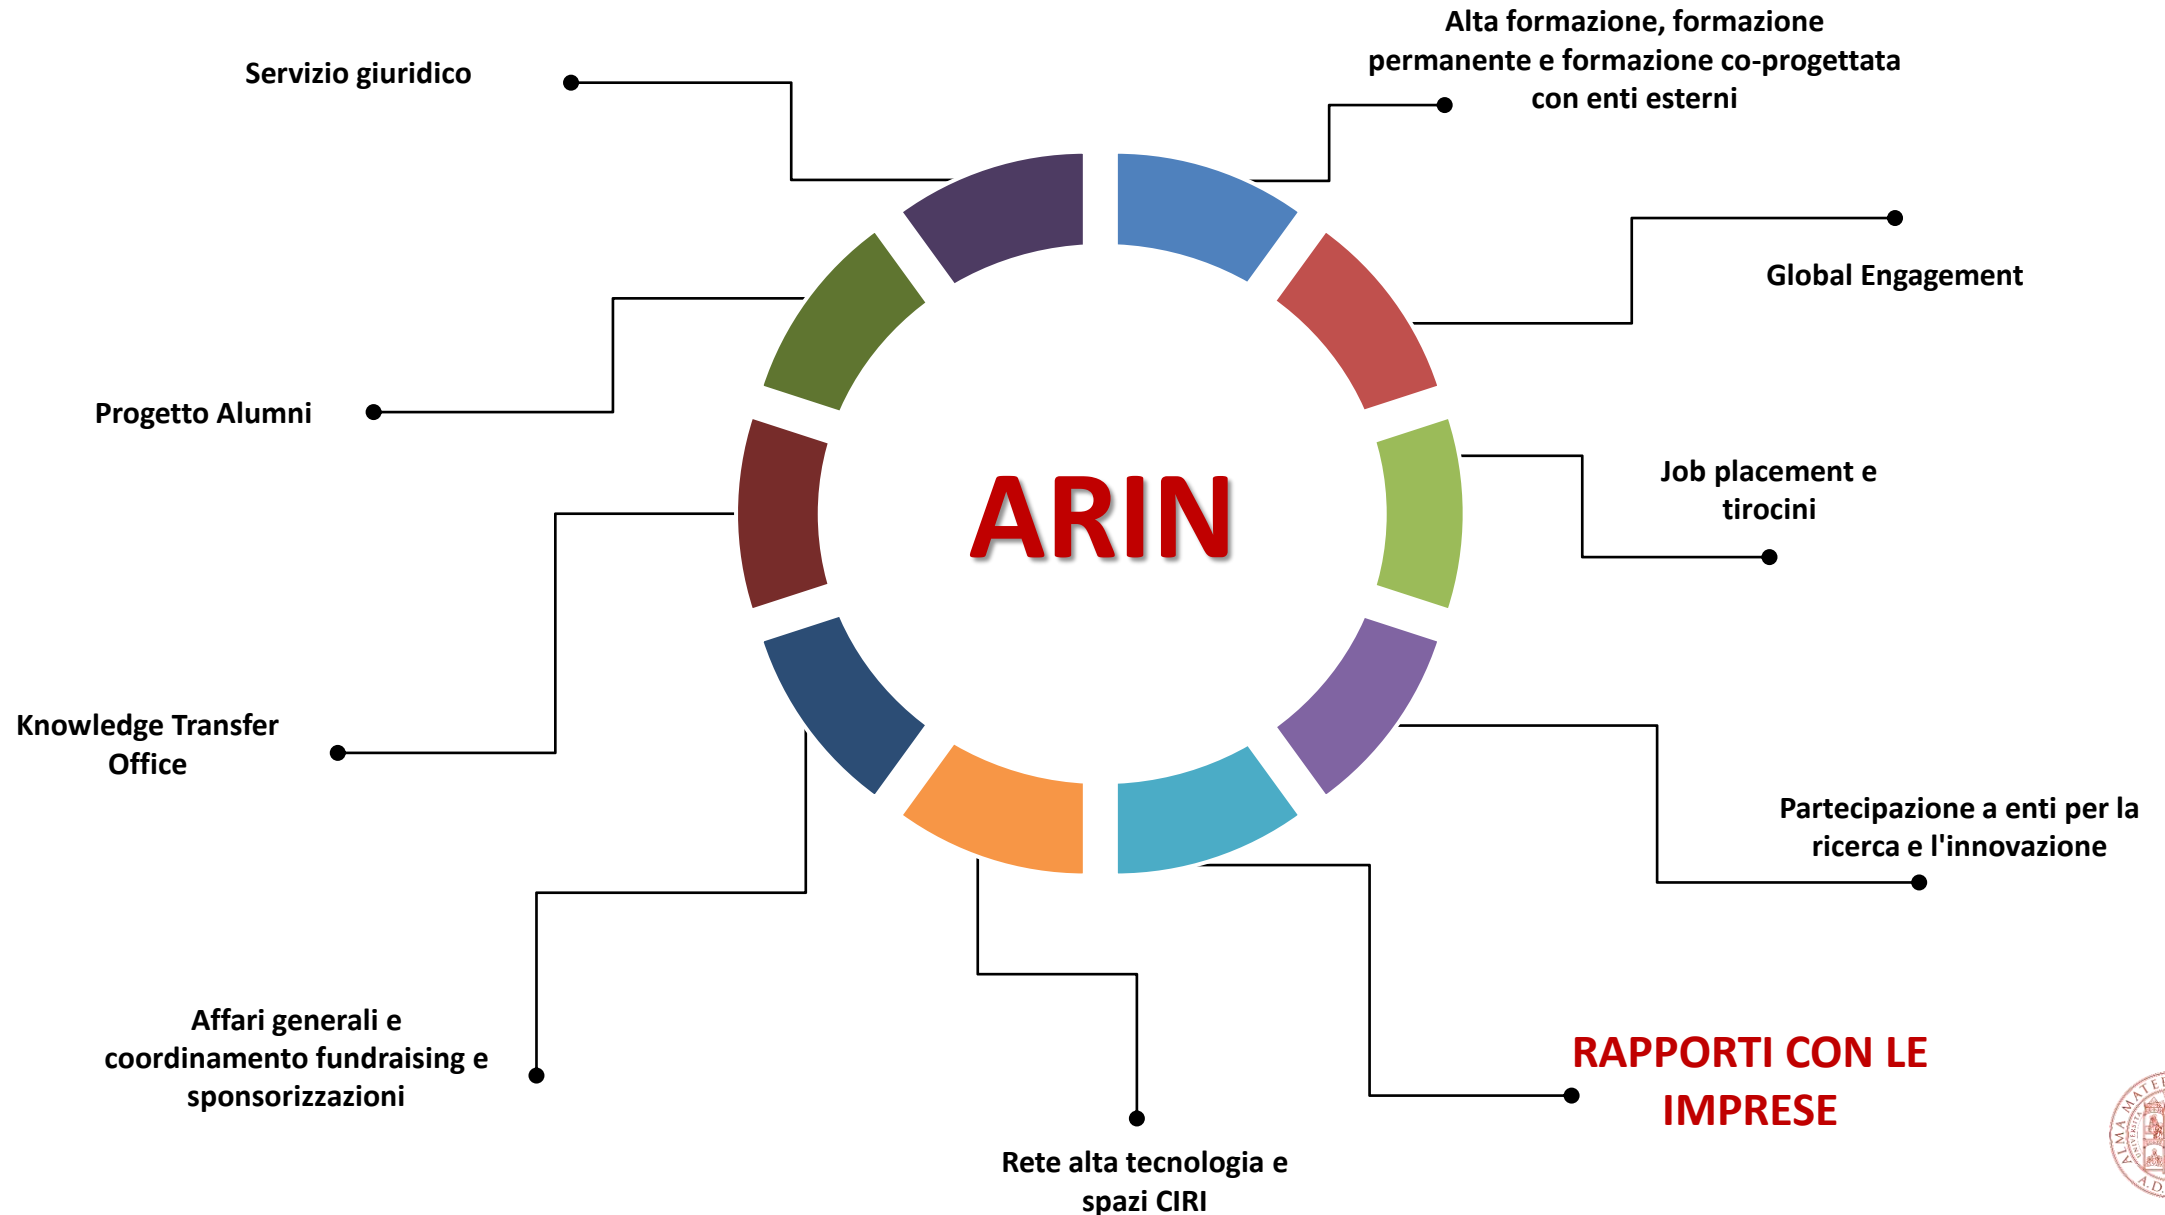 Alta formazione, formazione
permanente e formazione co-progettata
con enti esterni
Servizio giuridico
Global Engagement
Progetto Alumni
Job placement e
tirocini
ARIN
Knowledge Transfer
Office
Partecipazione a enti per la
ricerca e l'innovazione
Affari generali e
coordinamento fundraising e
sponsorizzazioni
RAPPORTI CON LE
IMPRESE
Rete alta tecnologia e
spazi CIRI
ALMA MATER
A.D.